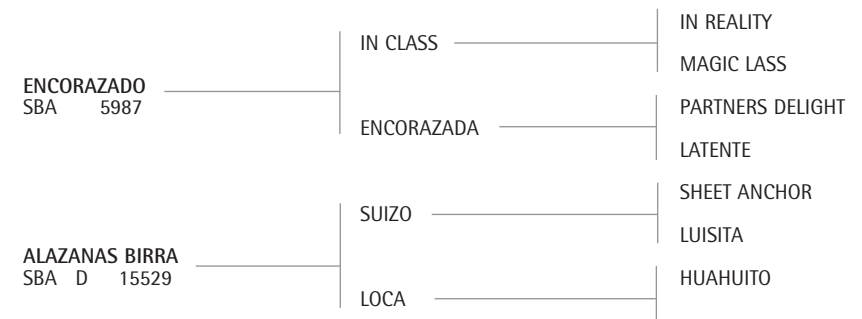 IN REALITY
IN CLASS
MAGIC LASS
ENCORAZADO
SBA 5987
PARTNERS DELIGHT
ENCORAZADA
LATENTE
SHEET ANCHOR
SUIZO
LUISITA
ALAZANAS BIRRA
SBA D 15529
HUAHUITO
LOCA